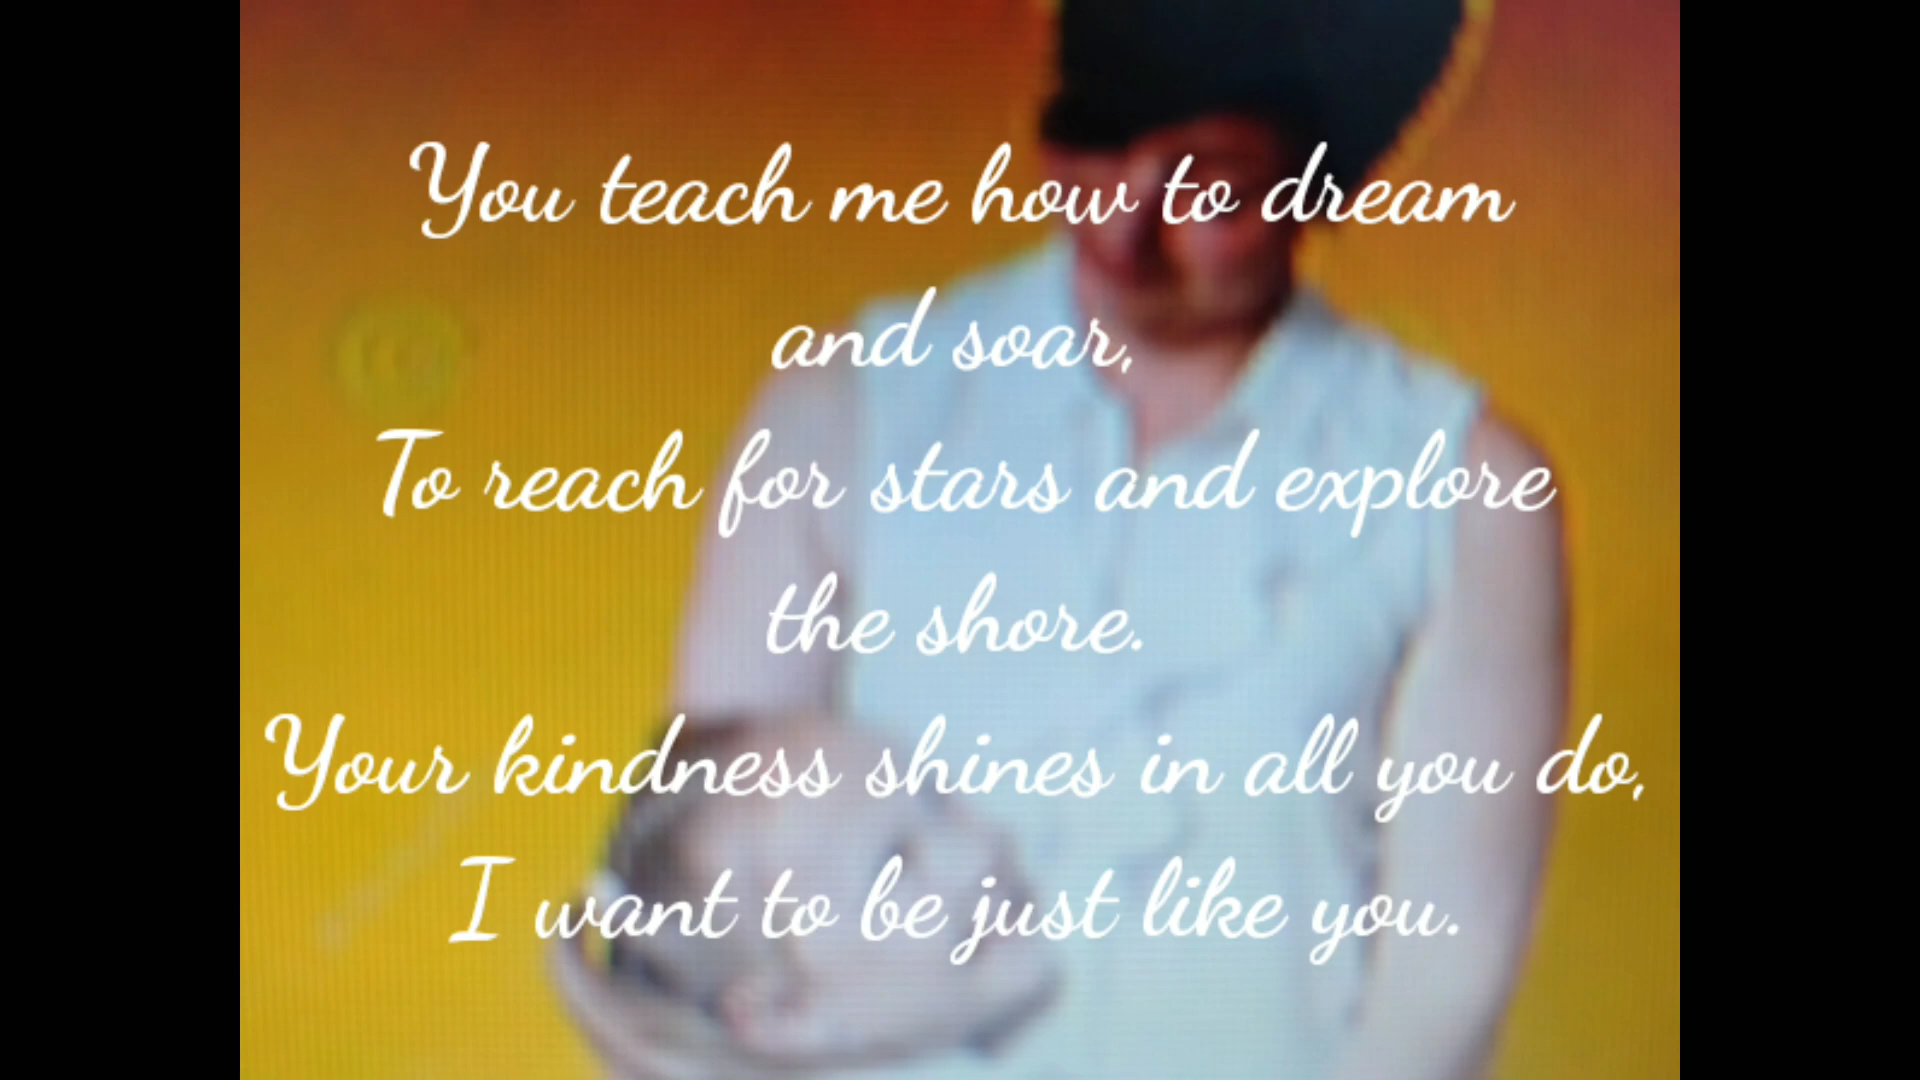 You teach me how to dream
and soar,
To reach for stars and explore
the shore.
Your kindness shines in all you do,
I want to be just like you.